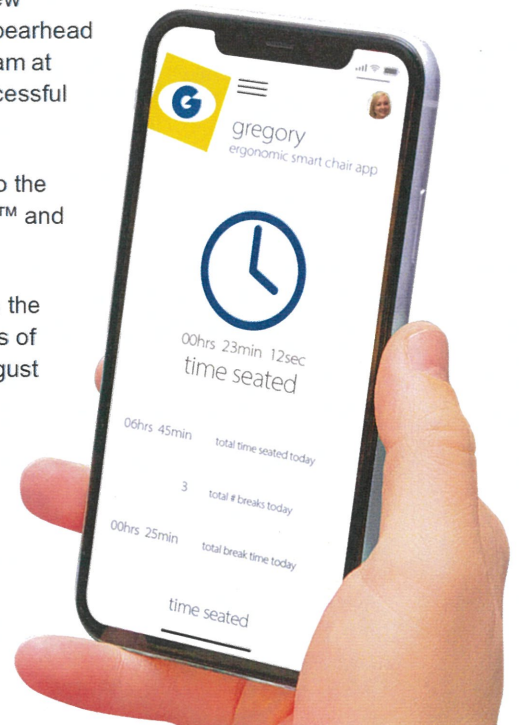 pearhead
am at
cessful
o the
™ and
the
s of
gust
G
gregory
ergonomic smart chair app
00hrs 23min 12sec
time seated
06hrs 45min total time seated today
3 total # breaks today
00hrs 25min total break time today
time seated